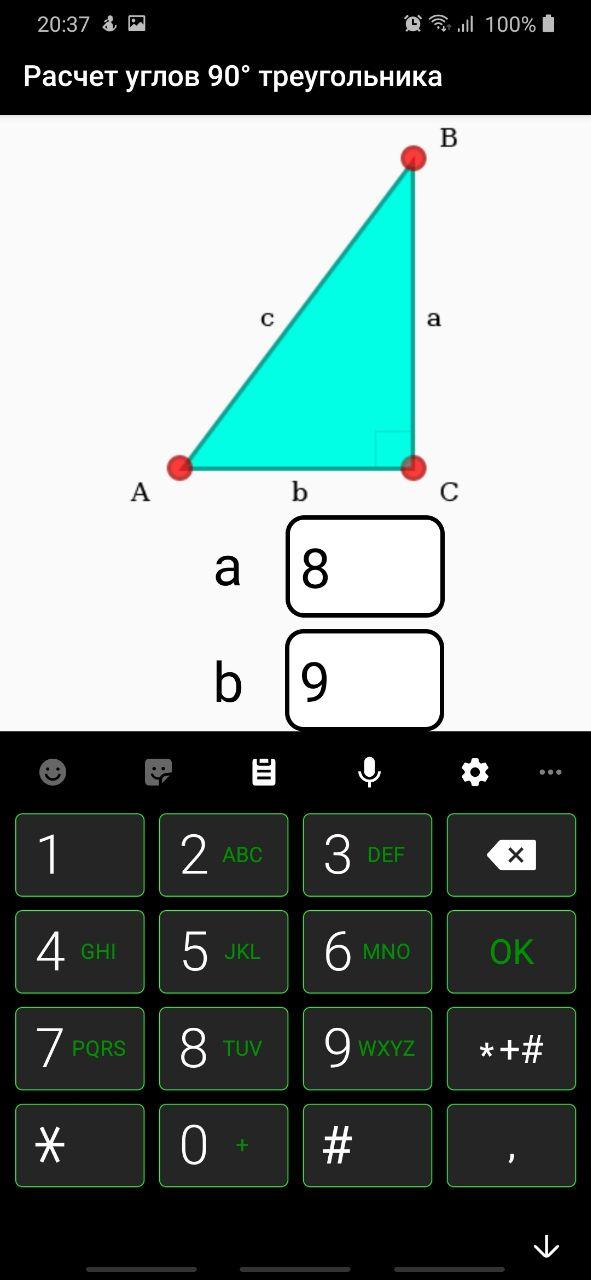 20:37 100%
Расчет углов 90° треугольника
B
c a
A b C
a 8
b 9
1 2 ABC 3 DEF
4 GHI 5 JKL 6 MNO OK
7 PQRS 8 TUV 9 WXYZ *+#
* 0 + # ,